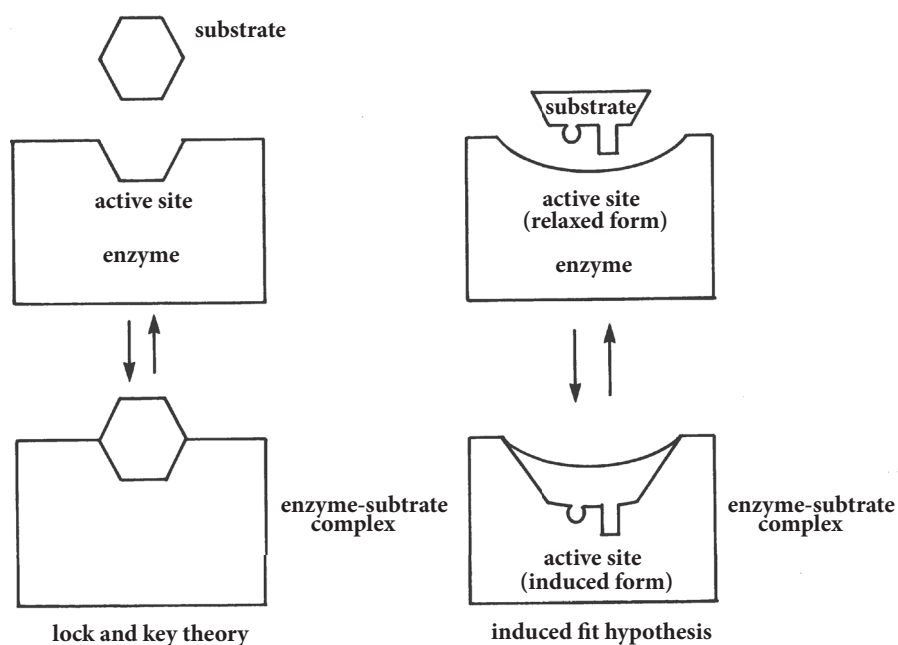 substrate
active site
enzyme
enzyme-subtrate
complex
lock and key theory
substrate
active site
(relaxed form)
enzyme
enzyme-subtrate
complex
active site
(induced form)
induced fit hypothesis